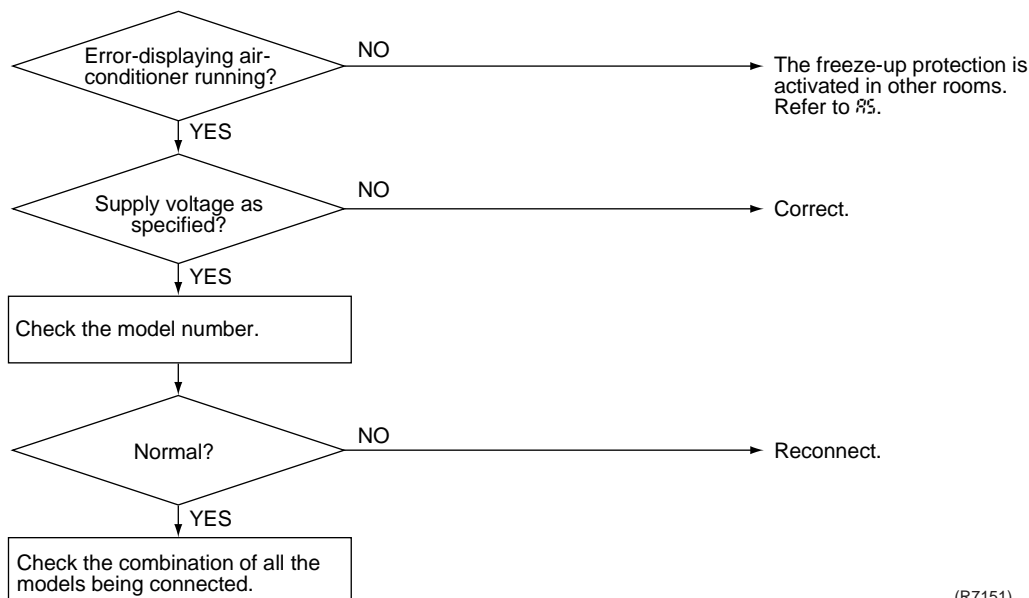 Error-displaying air-
conditioner running?
NO
The freeze-up protection is
activated in other rooms.
Refer to A5.
YES
Supply voltage as
specified?
NO
Correct.
YES
Check the model number.
Normal?
NO
Reconnect.
YES
Check the combination of all the
models being connected.
(R7151)